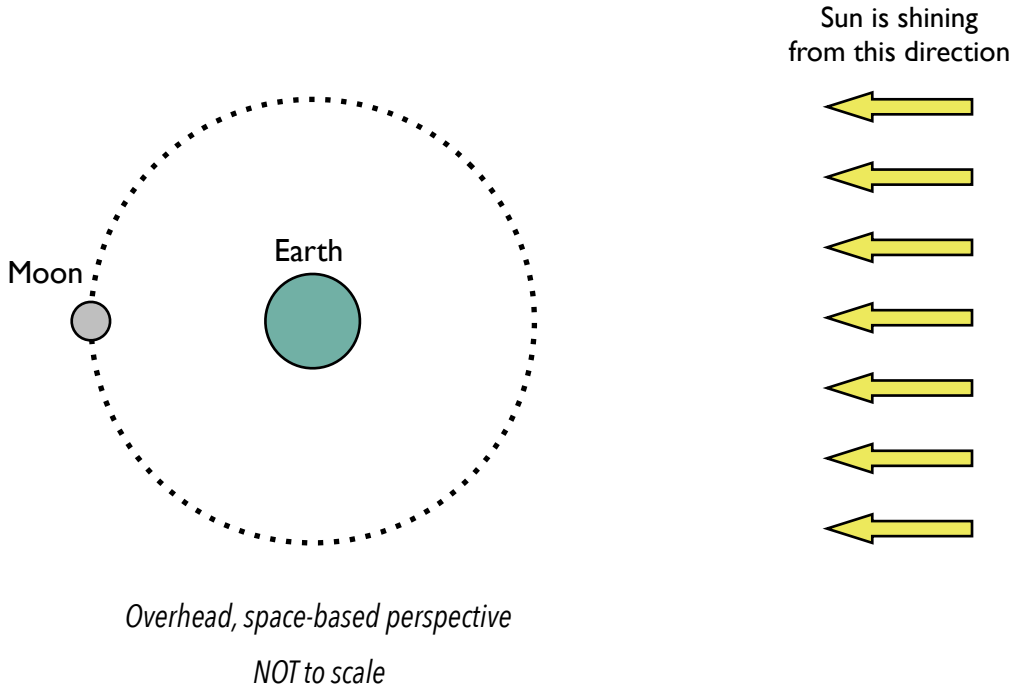 Sun is shining
from this direction
Earth
Moon
Overhead, space-based perspective
NOT to scale